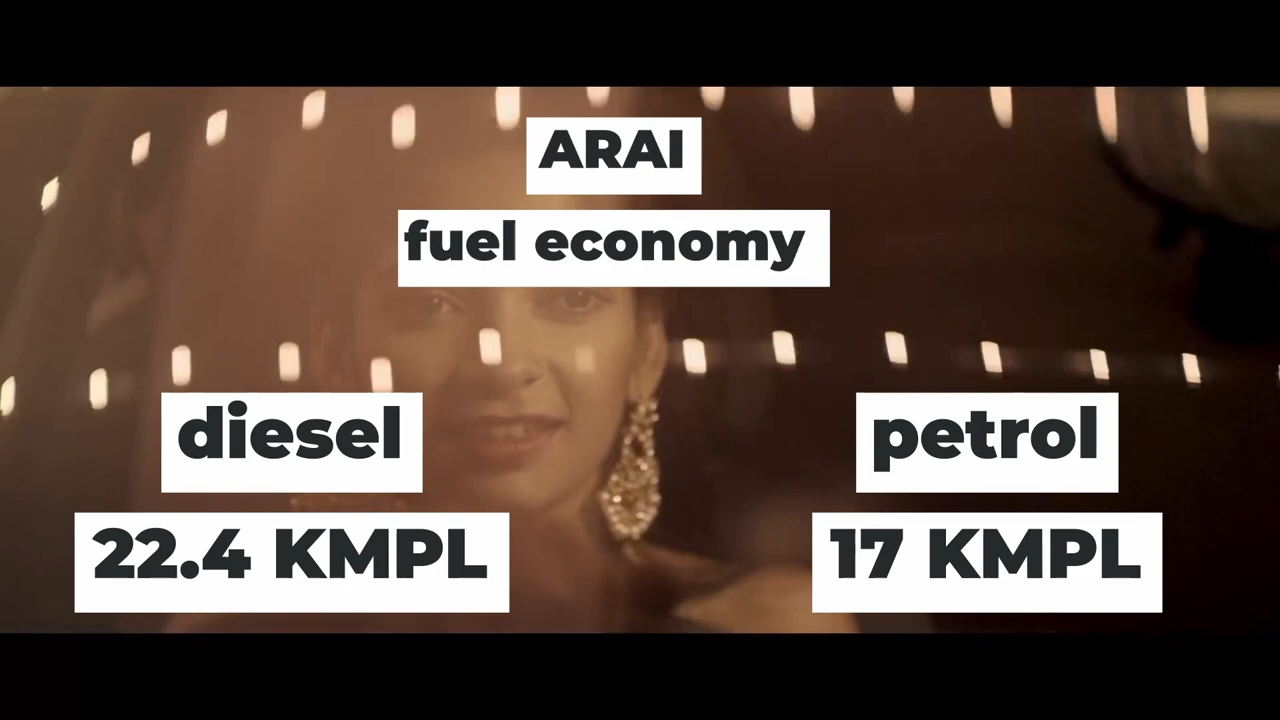 ARAI
fuel economy
diesel
petrol
22.4 KMPL
17 KMPL